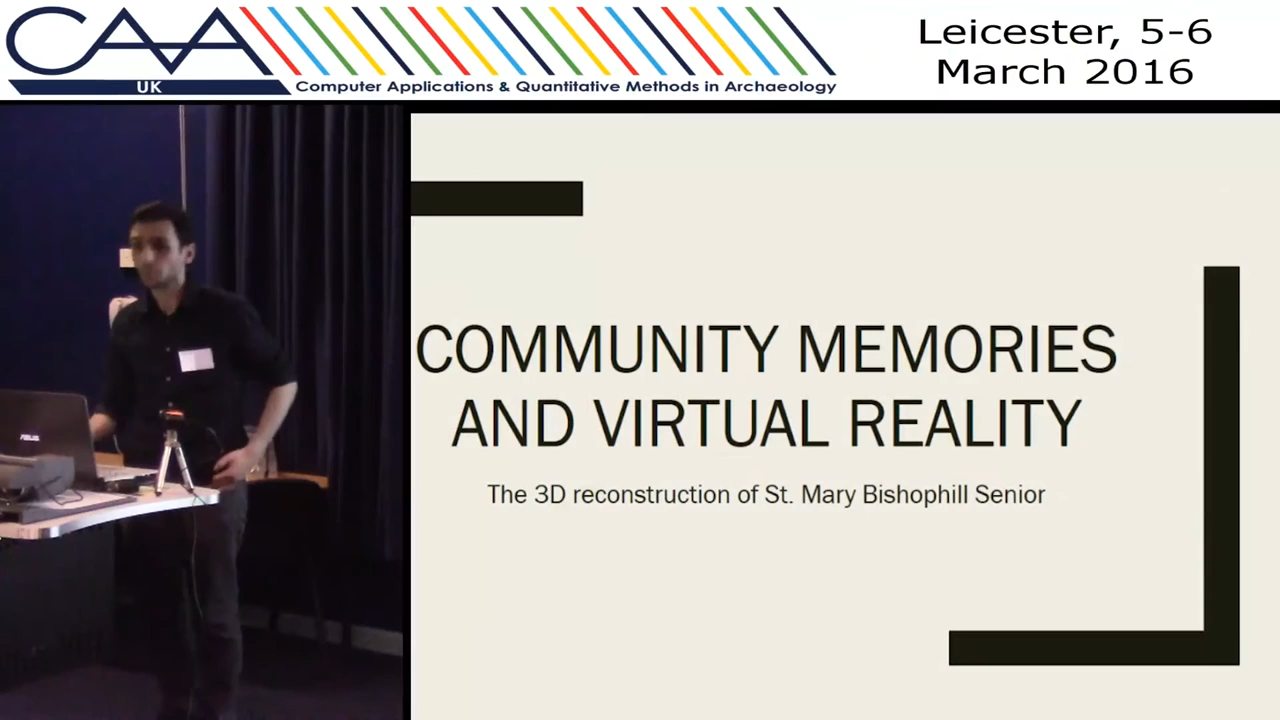 CAA
UK
Computer Applications & Quantitative Methods in Archaeology
Leicester, 5-6
March 2016
COMMUNITY MEMORIES
AND VIRTUAL REALITY
The 3D reconstruction of St. Mary Bishophill Senior
ASUS